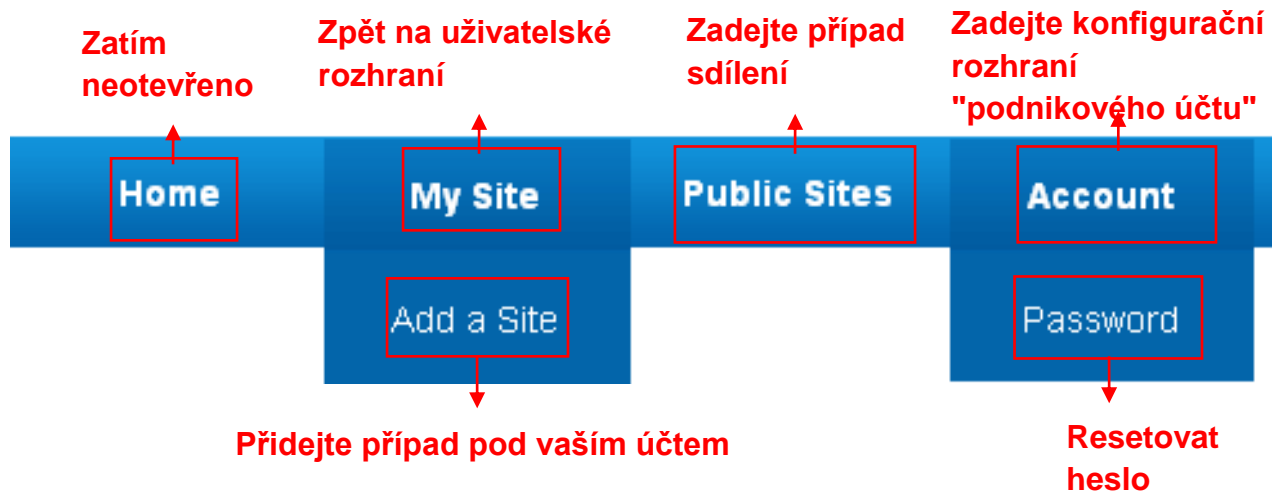 Zatím
neotevřeno
Zpět na uživatelské
rozhraní
Zadejte případ
sdílení
Zadejte konfigurační
rozhraní
"podnikového účtu"
Home
My Site
Public Sites
Account
Add a Site
Password
Přidejte případ pod vaším účtem
Resetovat
heslo